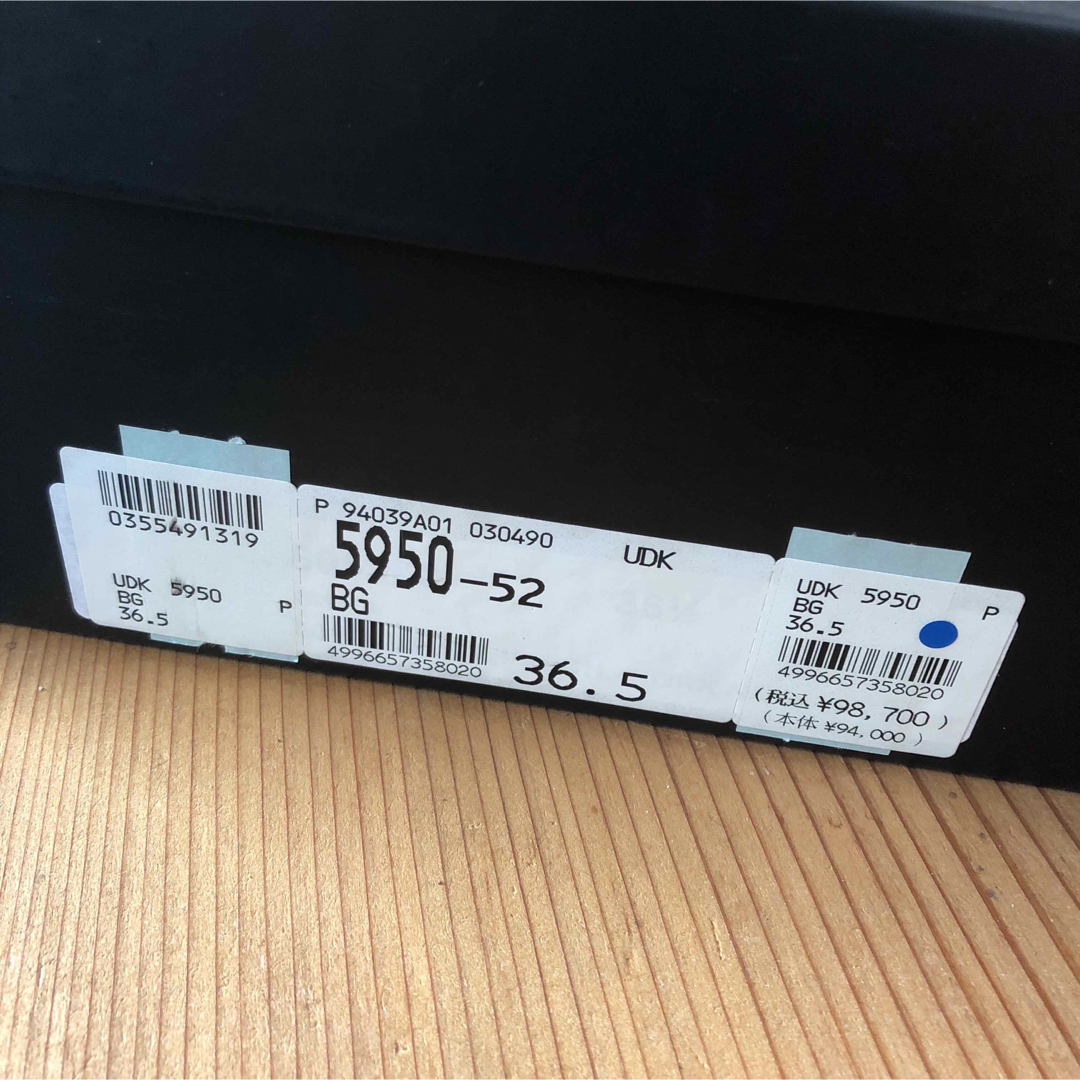 0355491319
UDK 5950
BG P
36.5
P 94039A01 030490 UDK
5950-52
BG
4996657358020
36.5
UDK 5950 P
BG
36.5
4996657358020
(税込 ¥98,700)
(本体 ¥94,000)